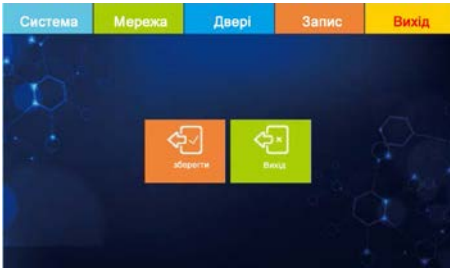 Система
Мережа
Двері
Запис
Вихід
зберегти
Вихід